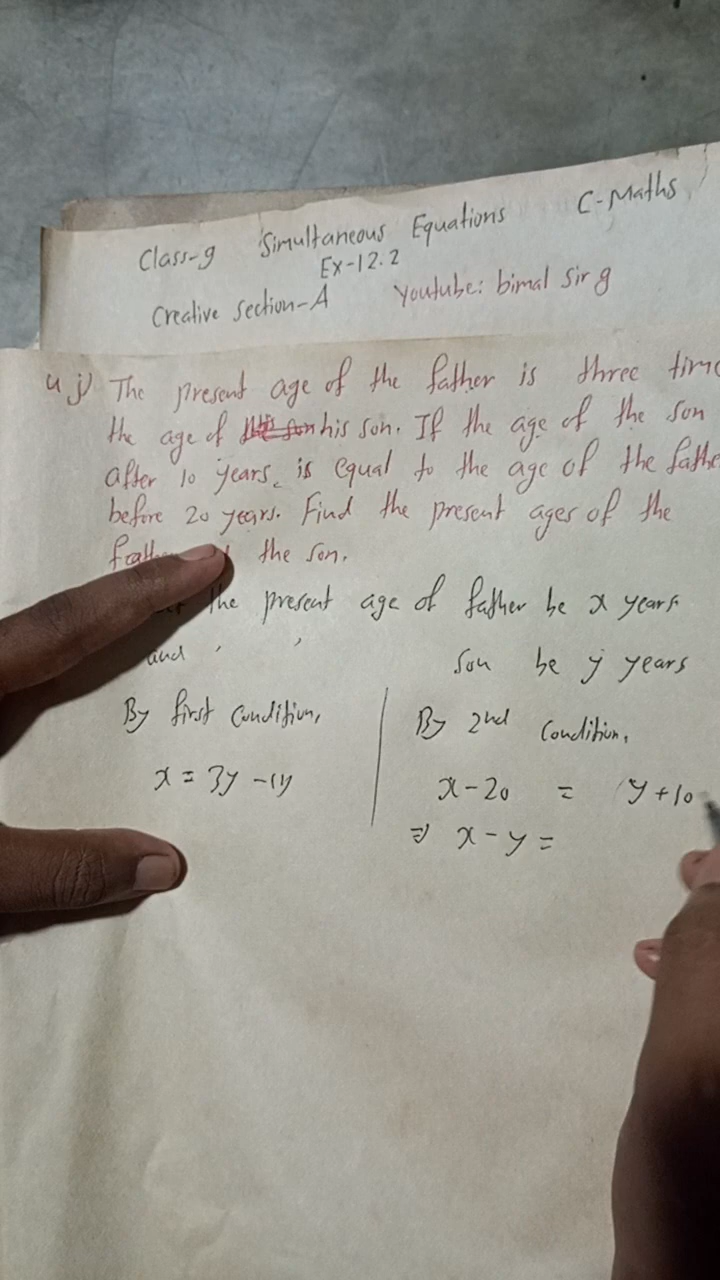 Class-9 Simultaneous Equations C-Maths
Ex-12.2
Creative Section-A Youtube: bimal sir g
4 j) The present age of the father is three
the age of his son. If the age of the son
after 10 years, is equal to the age of the
before 20 years. Find the present ages of the
the son.
the present age of father be x years
and ' ' son be y years
By first Condition,
x = 3y -(1)
By 2nd Condition,
x-20 = y+10
⇒ x-y=